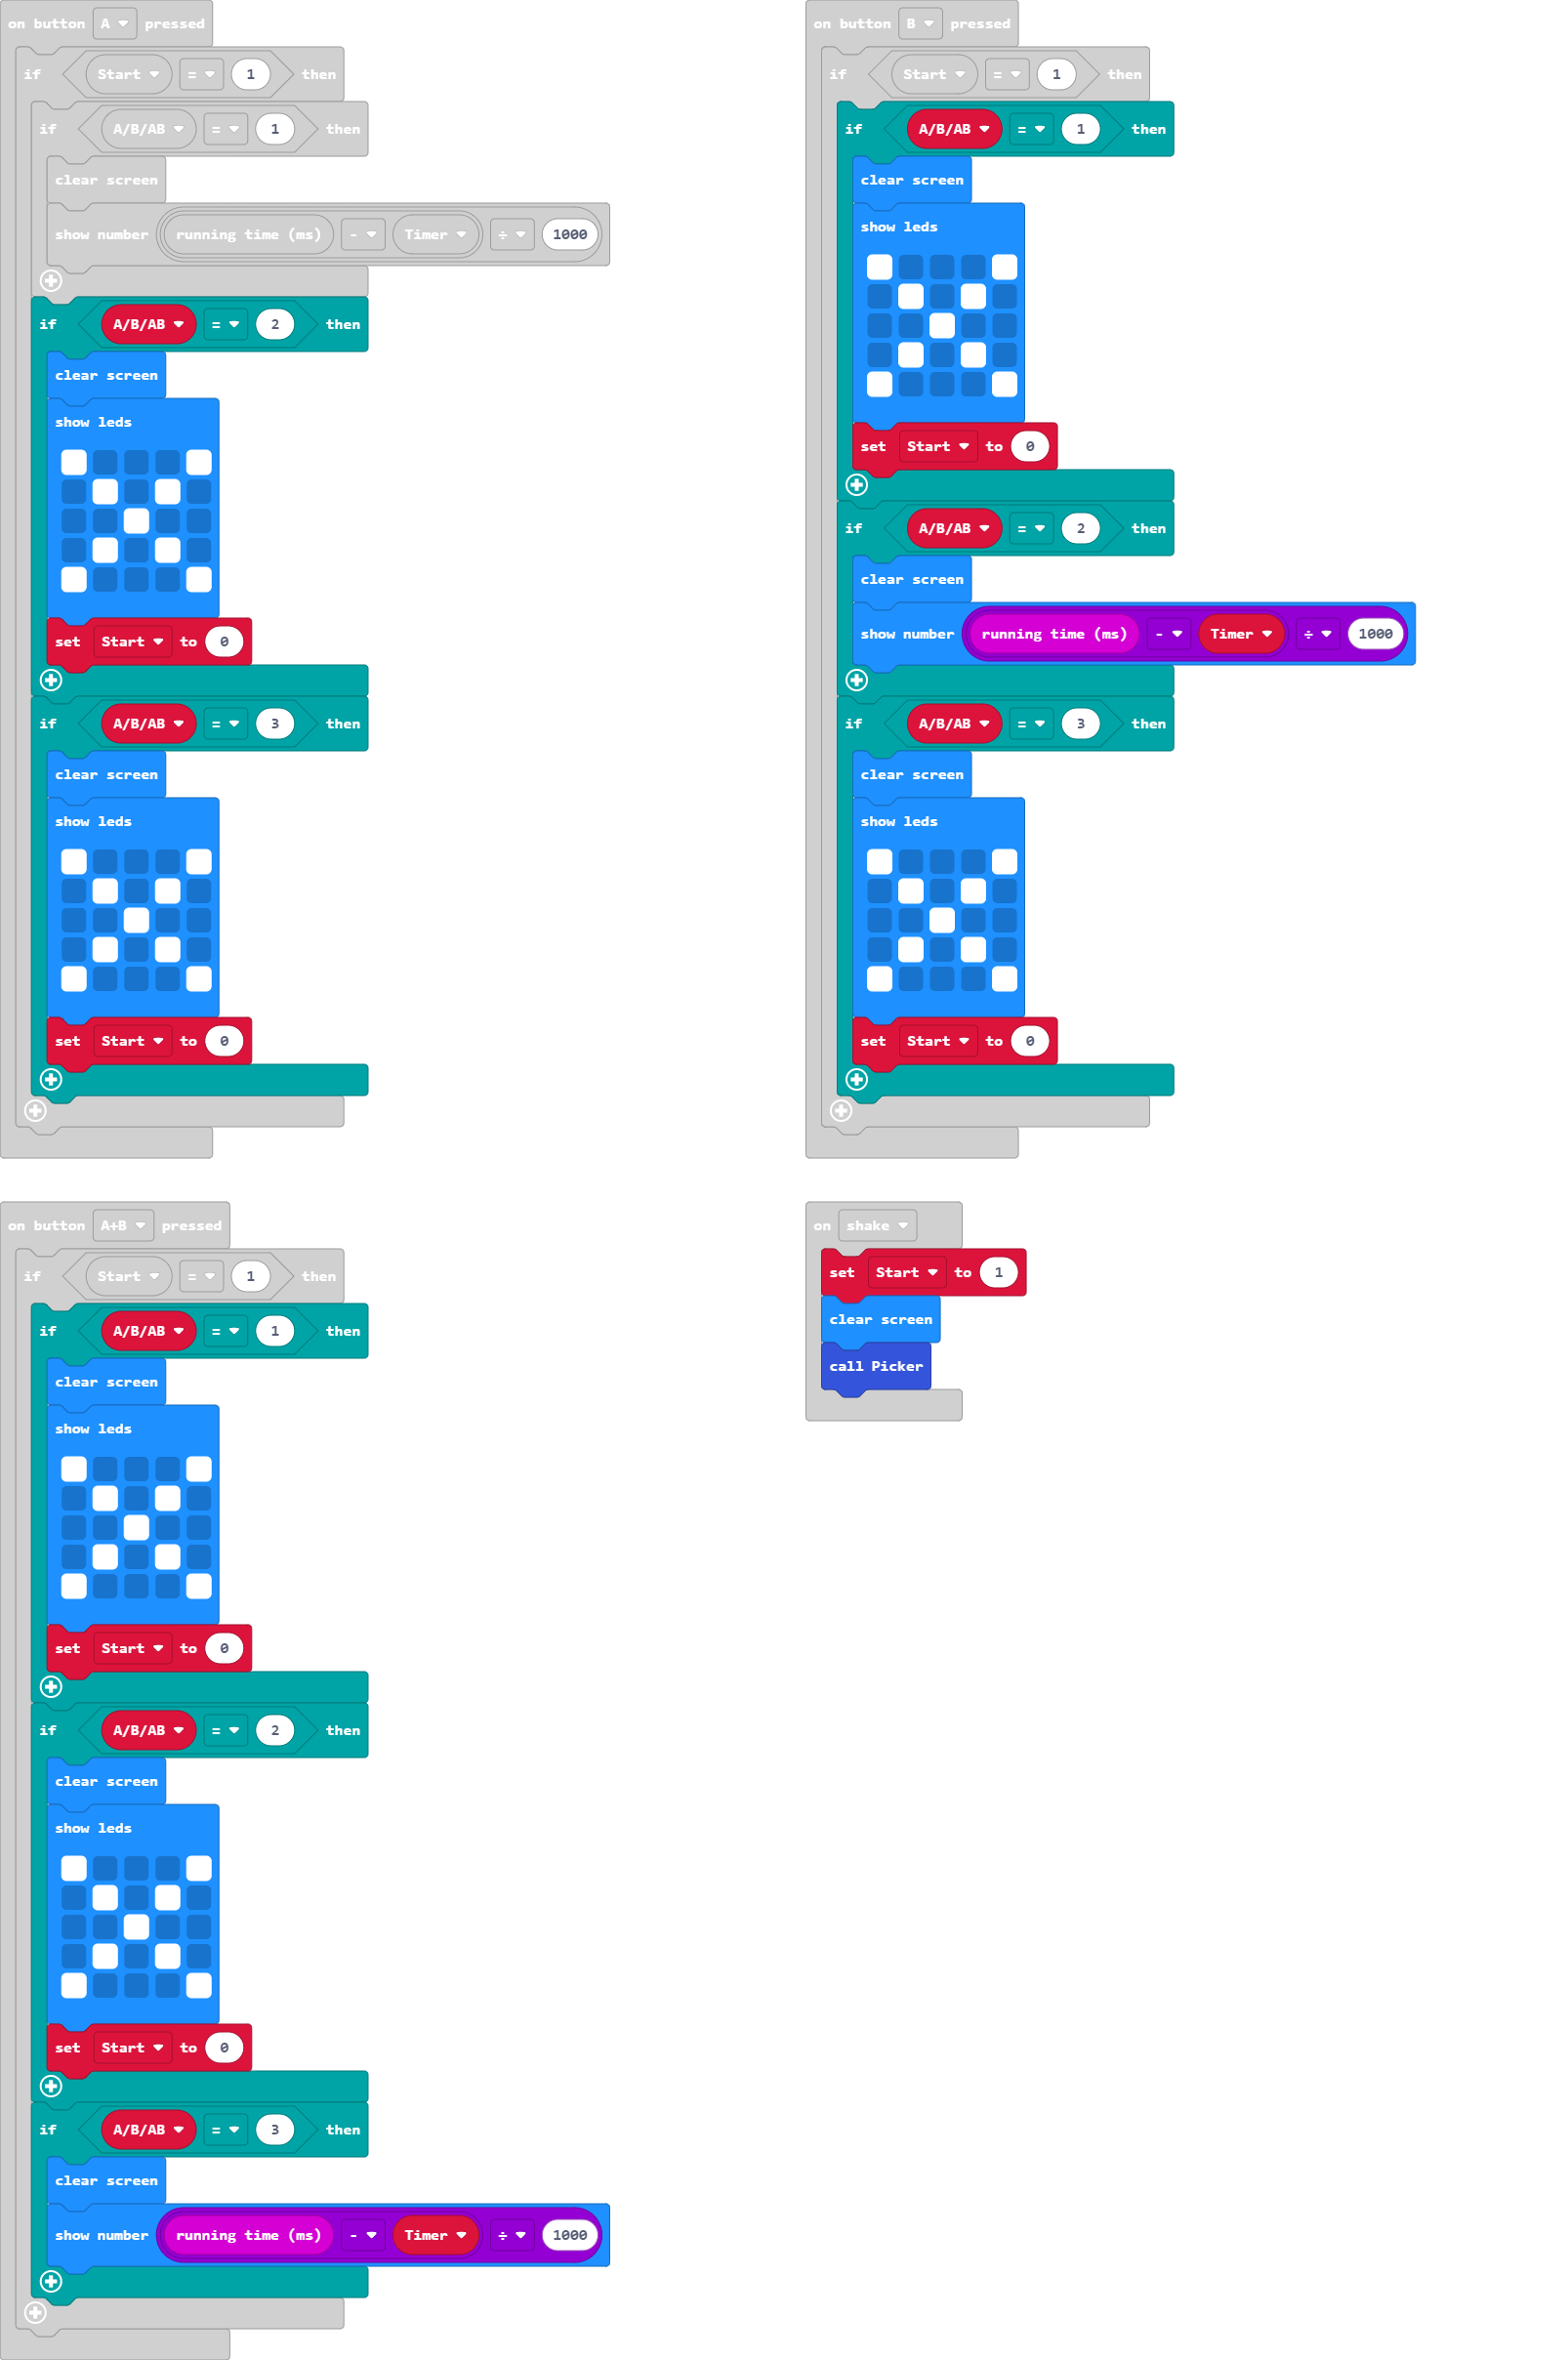 on button A pressed
if Start = 1 then
if A/B/AB = 1 then
clear screen
show number running time (ms) - Timer ÷ 1000
if A/B/AB = 2 then
clear screen
show leds
set Start to 0
if A/B/AB = 3 then
clear screen
show leds
set Start to 0
on button B pressed
if Start = 1 then
if A/B/AB = 1 then
clear screen
show leds
set Start to 0
if A/B/AB = 2 then
clear screen
show number running time (ms) - Timer ÷ 1000
if A/B/AB = 3 then
clear screen
show leds
set Start to 0
on button A+B pressed
if Start = 1 then
if A/B/AB = 1 then
clear screen
show leds
set Start to 0
if A/B/AB = 2 then
clear screen
show leds
set Start to 0
if A/B/AB = 3 then
clear screen
show number running time (ms) - Timer ÷ 1000
on shake
set Start to 1
clear screen
call Picker